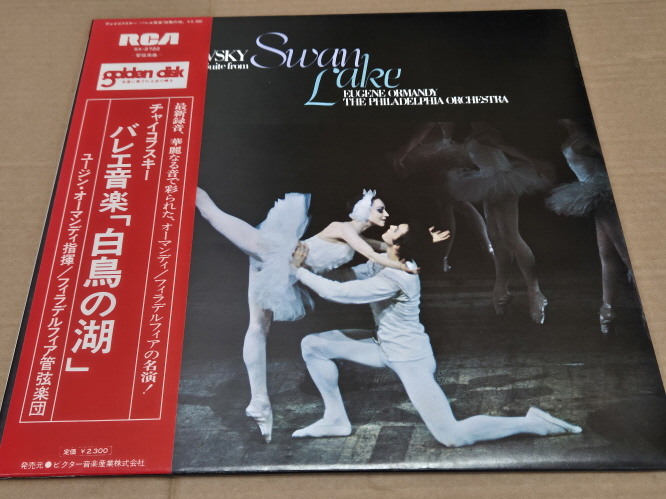 RCA
SX-2702
golden disk
最新録音、華麗なる音で彩られた、オーマンディ/フィラデルフィアの名演!
チャイコフスキー
バレエ音楽「白鳥の湖」
ユージン・オーマンディ指揮/フィラデルフィア管弦楽団
定価 ¥2,300
発売元●ビクター音楽産業株式会社
VSKY
Suite from
Swan
Lake
EUGENE ORMANDY
THE PHILADELPHIA ORCHESTRA